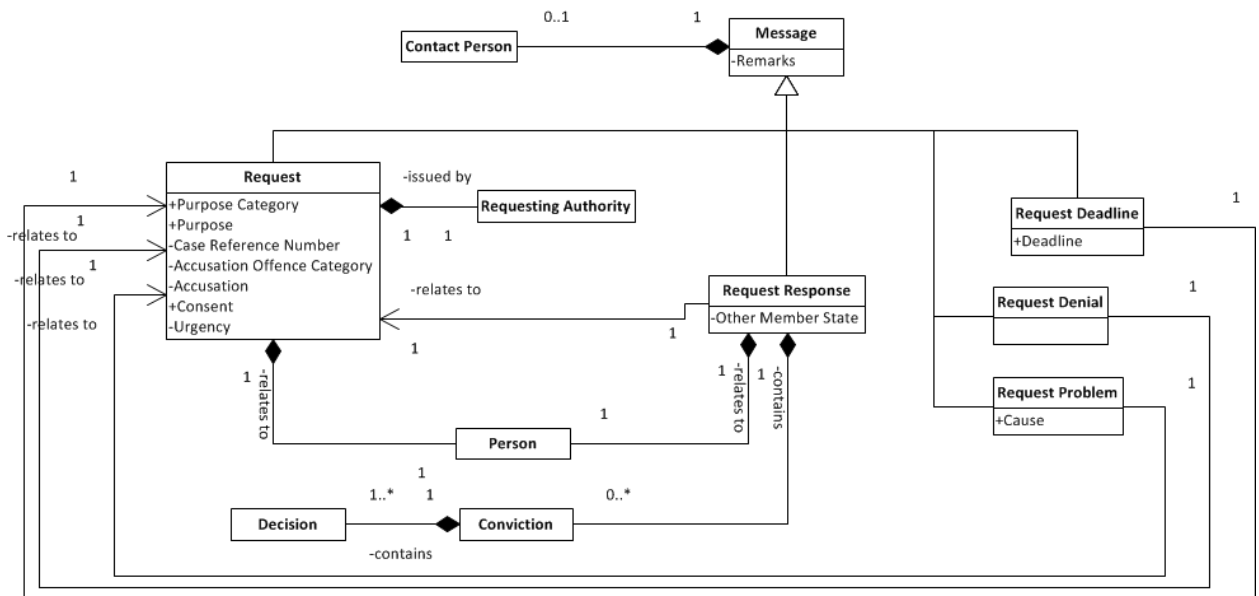 0..1
1
Message
Contact Person
-Remarks
1
Request
-issued by
+Purpose Category
Requesting Authority
Request Deadline
1
+Purpose
1
-relates to
-Case Reference Number
1
1
+Deadline
-Accusation Offence Category
1
-relates to
-Accusation
-relates to
Request Response
Request Denial
1
+Consent
-Other Member State
-relates to
-Urgency
1
1
1
-relates to
1
1
-relates to
-contains
Request Problem
1
+Cause
1
Person
1
1..*
1
0..*
Decision
Conviction
-contains